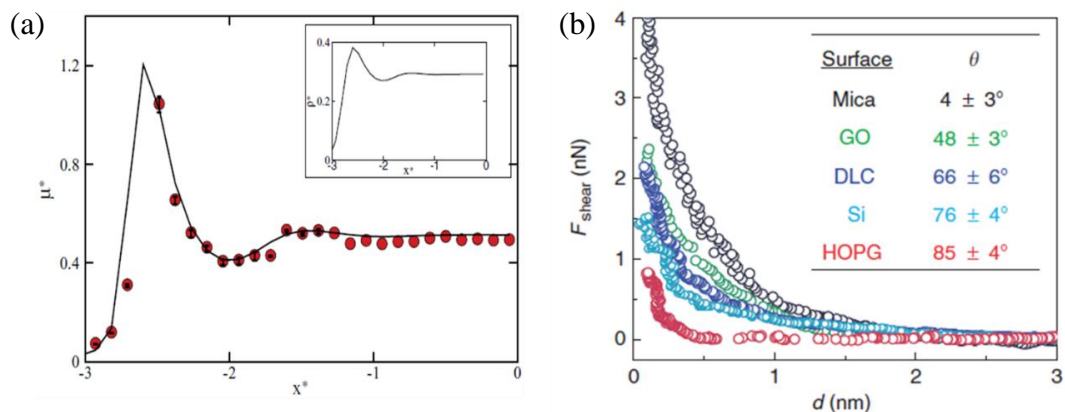 (a)
1.2
0.8
0.4
0
μ*
-3
-2
-1
0
x*
0.4
0.2
0
ρ*
-3
-2
-1
0
x*
(b)
4
3
2
1
0
F shear (nN)
0
1
2
3
d (nm)
Surface θ
Mica 4 ± 3°
GO 48 ± 3°
DLC 66 ± 6°
Si 76 ± 4°
HOPG 85 ± 4°